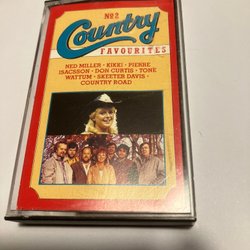 Nº2
Country
FAVOURITES
NED MILLER · KIKKI · PIERRE
ISACSSON · DON CURTIS · TONE
WATTUM · SKEETER DAVIS ·
COUNTRY ROAD